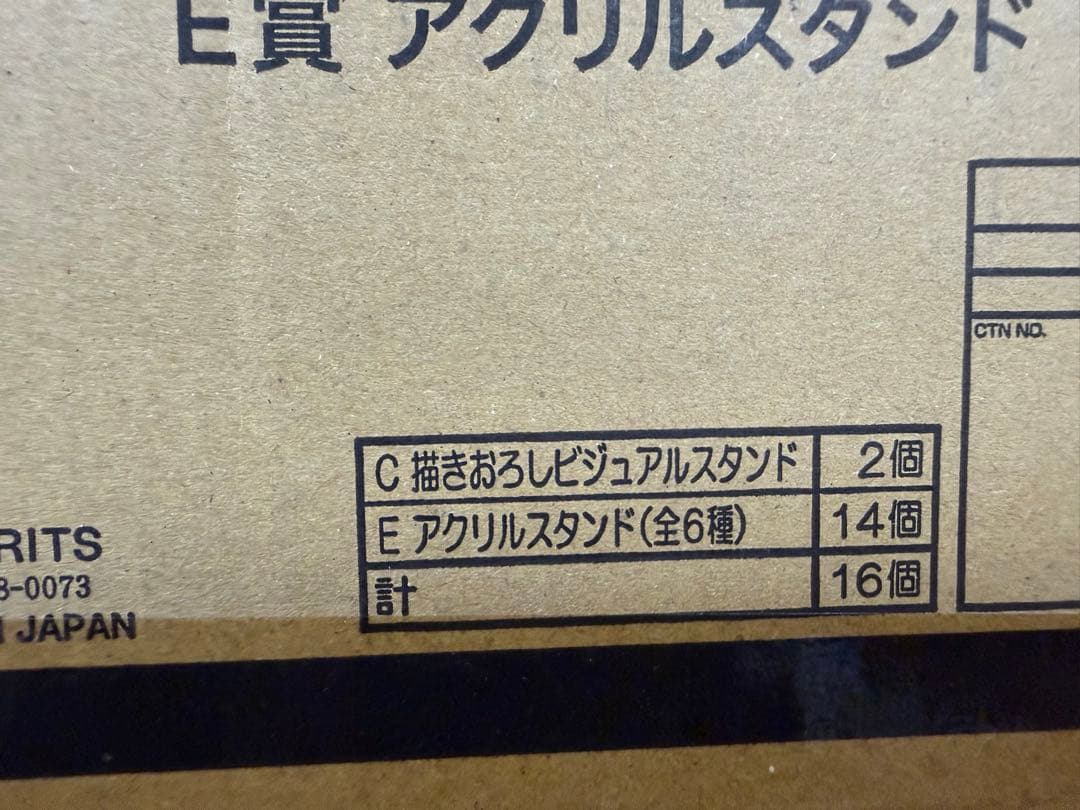 E賞 アクリルスタンド
CTN NO.
C 描きおろしビジュアルスタンド 2個
E アクリルスタンド(全6種) 14個
計 16個
RITS
3-0073
JAPAN